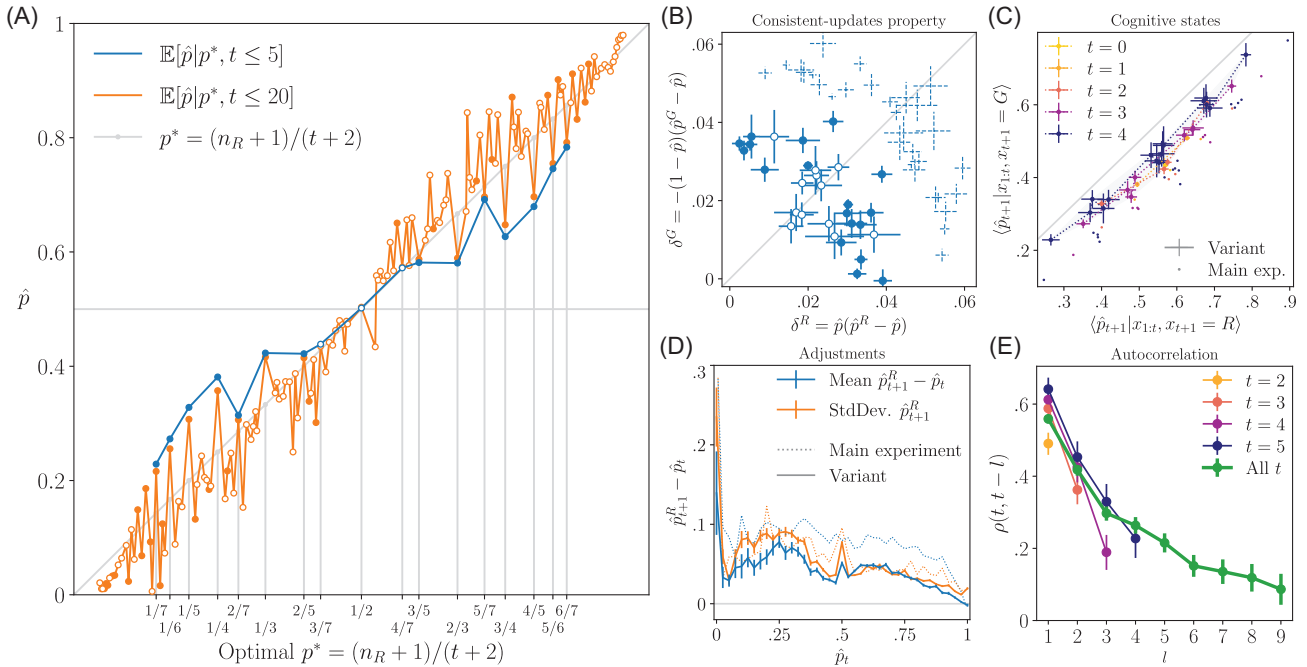 (A)
1
0.8
0.6
p̂
0.4
0.2
0
𝔼[p̂|p*, t ≤ 5]
𝔼[p̂|p*, t ≤ 20]
p* = (n_R + 1)/(t + 2)
1/7 1/5 2/7 2/5 1/2 3/5 5/7 4/5 6/7
1/6 1/4 1/3 3/7 4/7 2/3 3/4 5/6
Optimal p* = (n_R + 1)/(t + 2)
(B)
Consistent-updates property
.06
.04
.02
0
δ^G = −(1 − p̂)(p̂^G − p̂)
0 .02 .04 .06
δ^R = p̂(p̂^R − p̂)
(C)
Cognitive states
t = 0
t = 1
t = 2
t = 3
t = 4
.6
.4
.2
⟨p̂_{t+1}|x_{1:t}, x_{t+1} = G⟩
Variant
Main exp.
.3 .4 .5 .6 .7 .8 .9
⟨p̂_{t+1}|x_{1:t}, x_{t+1} = R⟩
(D)
Adjustments
.3
.2
.1
0
p̂^R_{t+1} − p̂_t
Mean p̂^R_{t+1} − p̂_t
StdDev. p̂^R_{t+1}
Main experiment
Variant
0 .25 .5 .75 1
p̂_t
(E)
Autocorrelation
t = 2
t = 3
t = 4
t = 5
All t
.6
.4
.2
0
ρ(t, t − l)
1 2 3 4 5 6 7 8 9
l